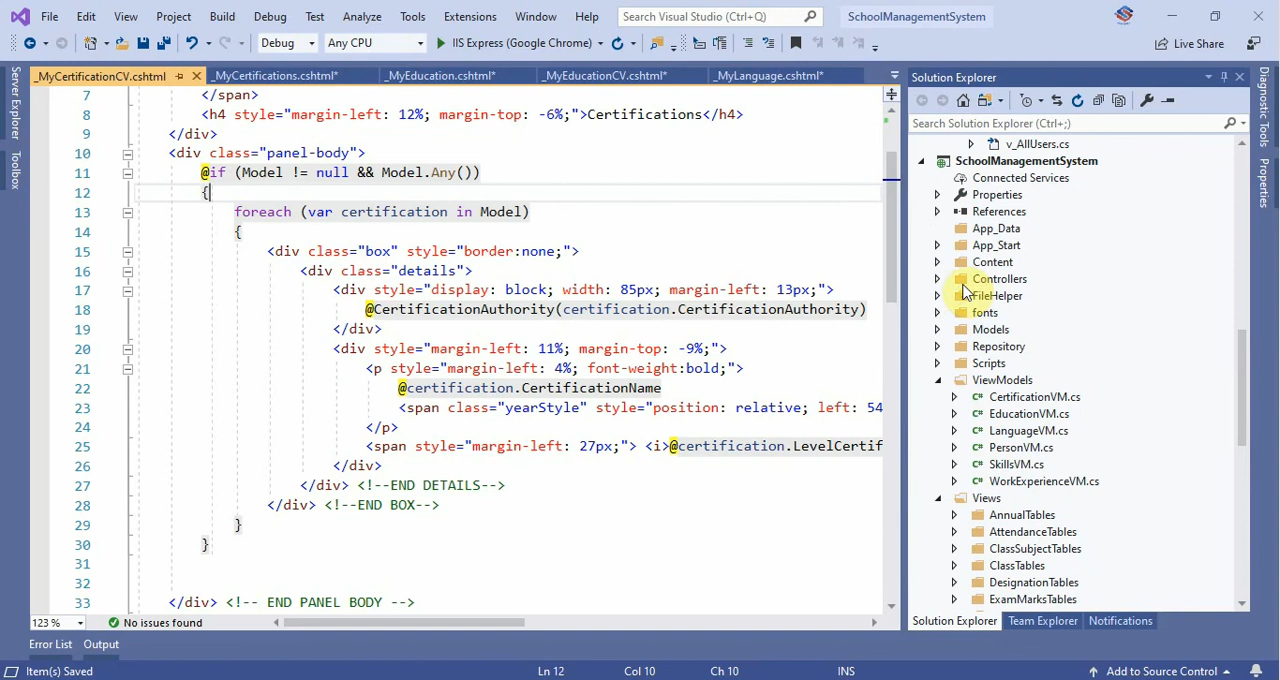 File Edit View Project Build Debug Test Analyze Tools Extensions Window Help Search Visual Studio (Ctrl+Q) SchoolManagementSystem
Debug Any CPU IIS Express (Google Chrome) Live Share
_MyCertificationCV.cshtml _MyCertifications.cshtml* _MyEducation.cshtml* _MyEducationCV.cshtml* _MyLanguage.cshtml*
Server Explorer
Toolbox
7 </span>
8 <h4 style="margin-left: 12%; margin-top: -6%;">Certifications</h4>
9 </div>
10 <div class="panel-body">
11 @if (Model != null && Model.Any())
12 {
13 foreach (var certification in Model)
14 {
15 <div class="box" style="border:none;">
16 <div class="details">
17 <div style="display: block; width: 85px; margin-left: 13px;">
18 @CertificationAuthority(certification.CertificationAuthority)
19 </div>
20 <div style="margin-left: 11%; margin-top: -9%;">
21 <p style="margin-left: 4%; font-weight:bold;">
22 @certification.CertificationName
23 <span class="yearStyle" style="position: relative; left: 54
24 </p>
25 <span style="margin-left: 27px;"> <i>@certification.LevelCertif
26 </div>
27 </div> <!--END DETAILS-->
28 </div> <!--END BOX-->
29 }
30 }
31
32
33 </div> <!-- END PANEL BODY -->
123 % No issues found
Solution Explorer
Search Solution Explorer (Ctrl+;)
v_AllUsers.cs
SchoolManagementSystem
Connected Services
Properties
References
App_Data
App_Start
Content
Controllers
FileHelper
fonts
Models
Repository
Scripts
ViewModels
C# CertificationVM.cs
C# EducationVM.cs
C# LanguageVM.cs
C# PersonVM.cs
C# SkillsVM.cs
C# WorkExperienceVM.cs
Views
AnnualTables
AttendanceTables
ClassSubjectTables
ClassTables
DesignationTables
ExamMarksTables
Solution Explorer Team Explorer Notifications
Diagnostic Tools
Properties
Error List Output
Item(s) Saved Ln 12 Col 10 Ch 10 INS Add to Source Control